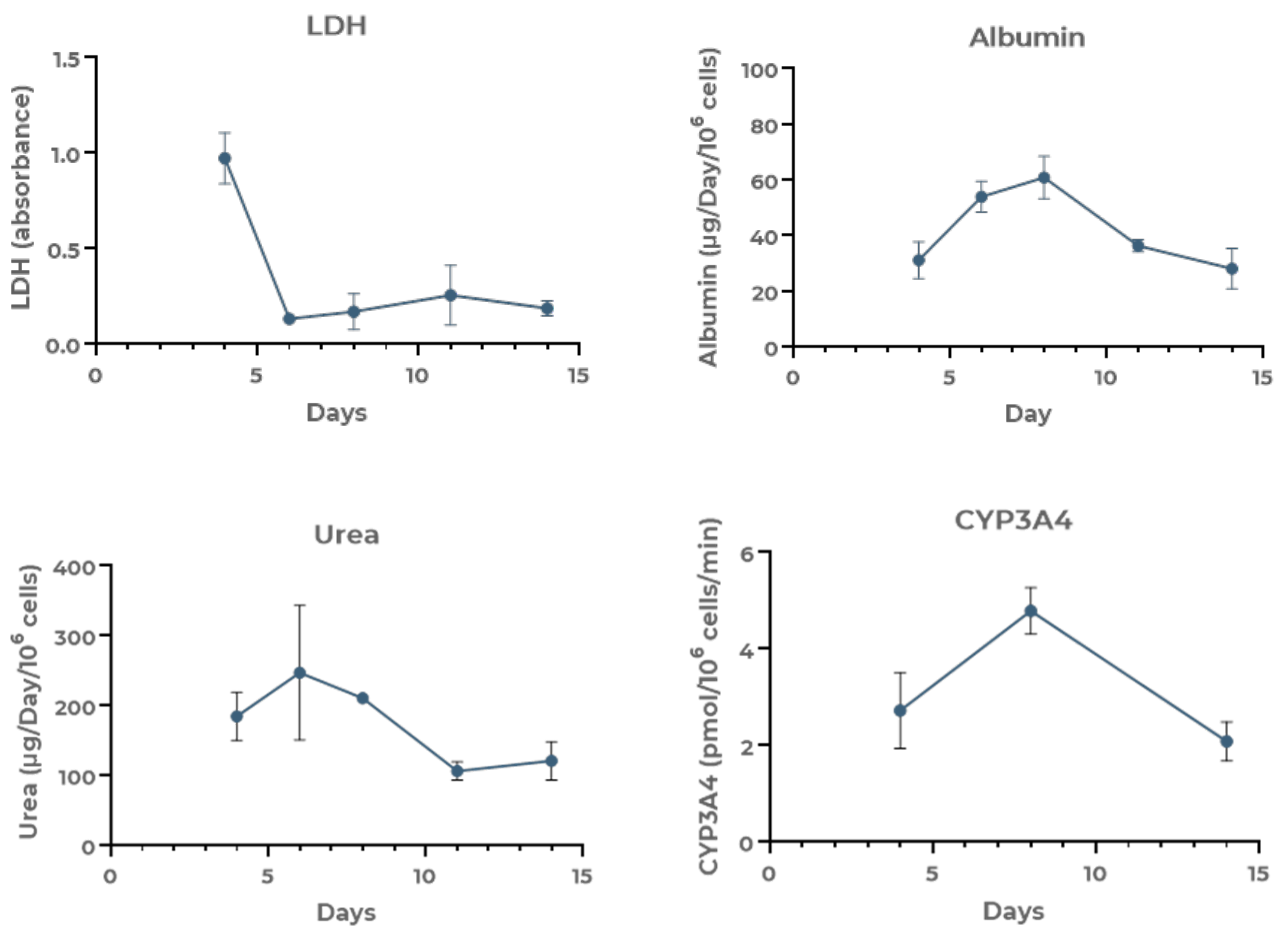 LDH
LDH (absorbance)
1.5
1.0
0.5
0.0
0 5 10 15
Days
Albumin
Albumin (µg/Day/10⁶ cells)
100
80
60
40
20
0
0 5 10 15
Day
Urea
Urea (µg/Day/10⁶ cells)
400
300
200
100
0
0 5 10 15
Days
CYP3A4
CYP3A4 (pmol/10⁶ cells/min)
6
4
2
0
0 5 10 15
Days